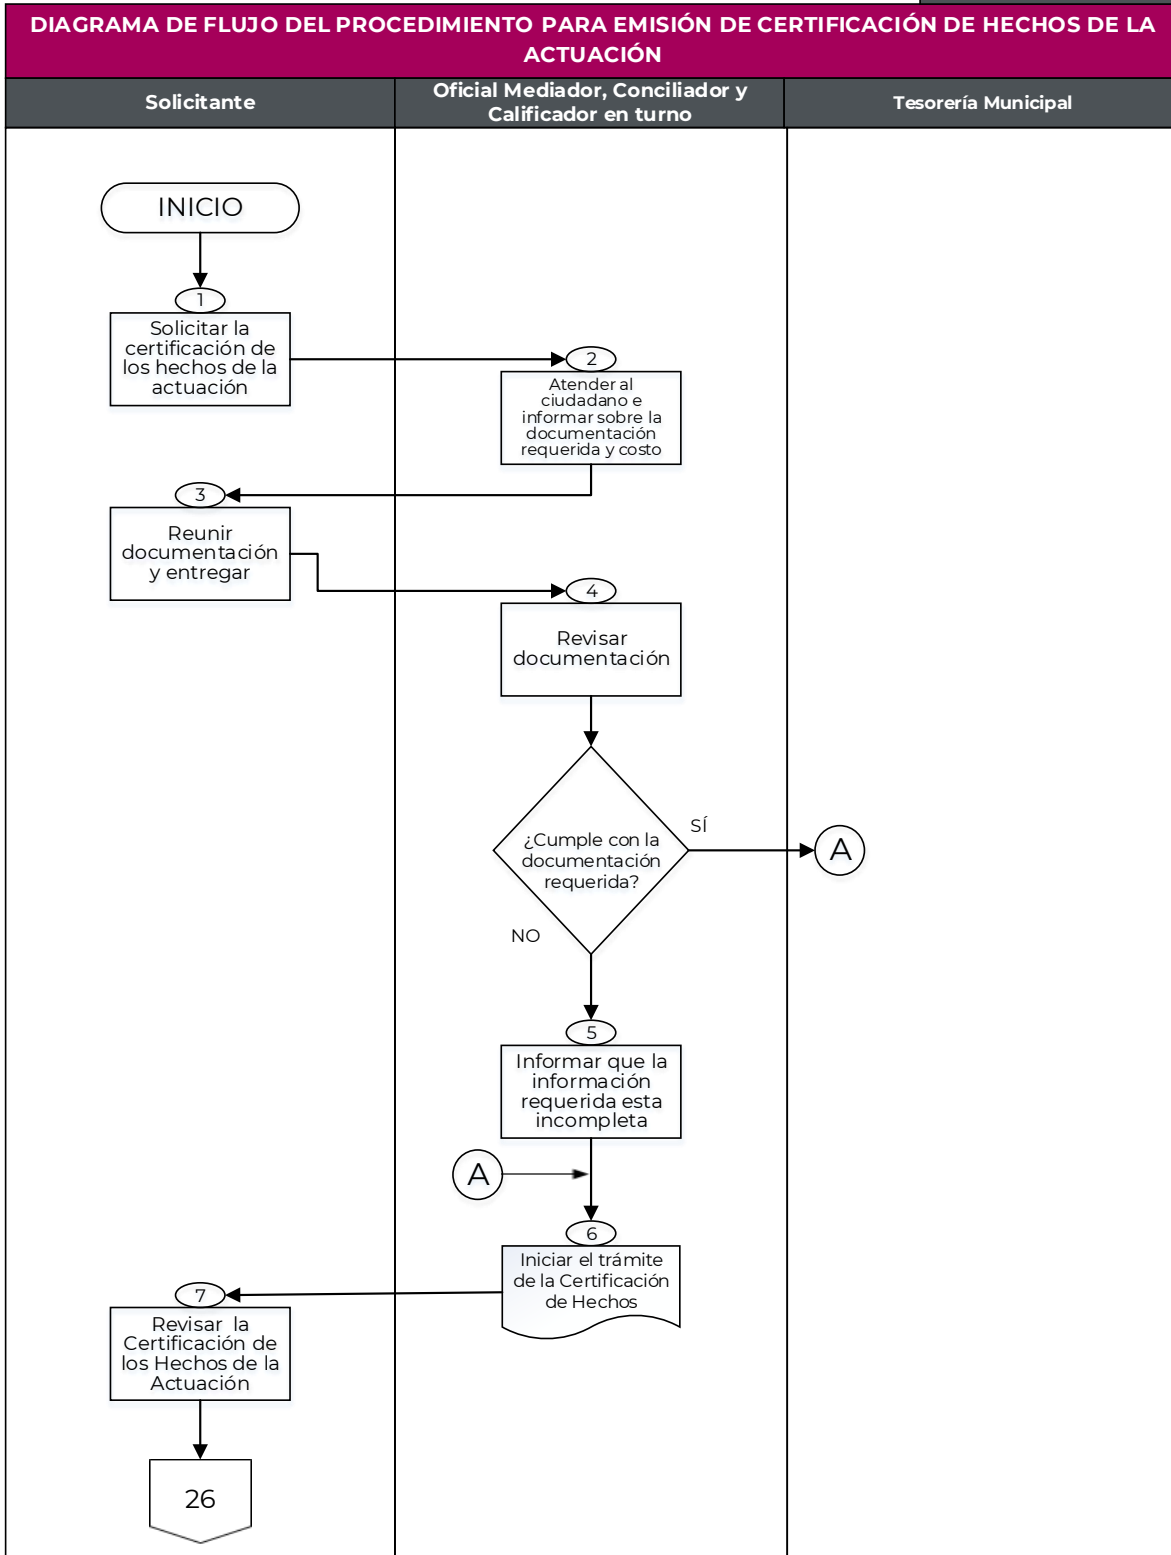 DIAGRAMA DE FLUJO DEL PROCEDIMIENTO PARA EMISIÓN DE CERTIFICACIÓN DE HECHOS DE LA
ACTUACIÓN
Solicitante
Oficial Mediador, Conciliador y
Calificador en turno
Tesorería Municipal
INICIO
1
Solicitar la
certificación de
los hechos de la
actuación
2
Atender al
ciudadano e
informar sobre la
documentación
requerida y costo
3
Reunir
documentación
y entregar
4
Revisar
documentación
¿Cumple con la
documentación
requerida?
SÍ
A
NO
5
Informar que la
información
requerida esta
incompleta
A
6
Iniciar el trámite
de la Certificación
de Hechos
7
Revisar la
Certificación de
los Hechos de la
Actuación
26